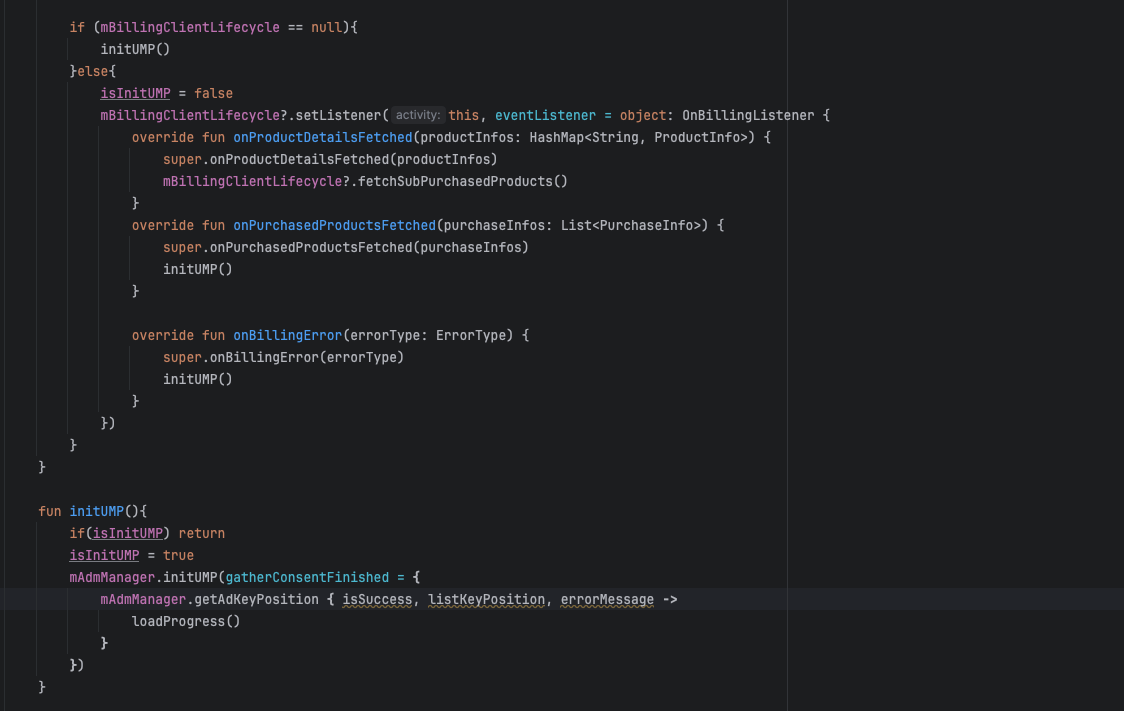 if (mBillingClientLifecycle == null){
initUMP()
}else{
isInitUMP = false
mBillingClientLifecycle?.setListener( activity: this, eventListener = object: OnBillingListener {
override fun onProductDetailsFetched(productInfos: HashMap<String, ProductInfo>) {
super.onProductDetailsFetched(productInfos)
mBillingClientLifecycle?.fetchSubPurchasedProducts()
}
override fun onPurchasedProductsFetched(purchaseInfos: List<PurchaseInfo>) {
super.onPurchasedProductsFetched(purchaseInfos)
initUMP()
}
override fun onBillingError(errorType: ErrorType) {
super.onBillingError(errorType)
initUMP()
}
})
}
}
fun initUMP(){
if(isInitUMP) return
isInitUMP = true
mAdmManager.initUMP(gatherConsentFinished = {
mAdmManager.getAdKeyPosition { isSuccess, listKeyPosition, errorMessage ->
loadProgress()
}
})
}